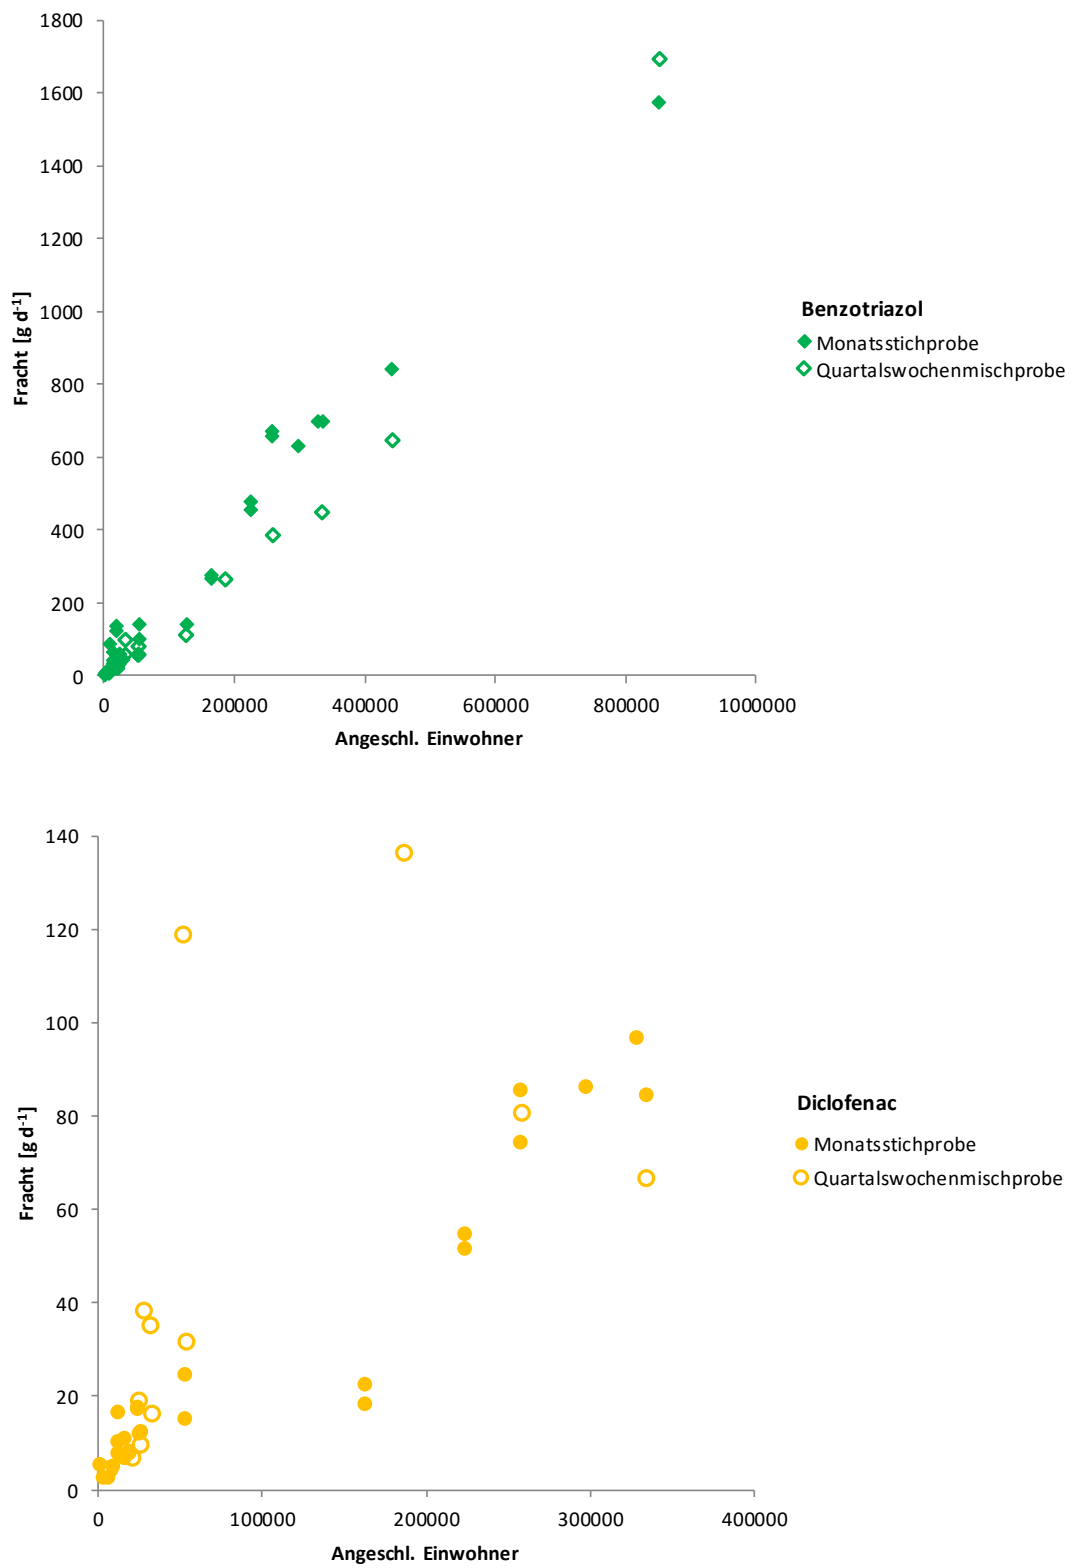 1800
1600
1400
1200
1000
800
600
400
200
0
Fracht [g d-1]
0 200000 400000 600000 800000 1000000
Angeschl. Einwohner
Benzotriazol
Monatsstichprobe
Quartalswochenmischprobe
140
120
100
80
60
40
20
0
Fracht [g d-1]
0 100000 200000 300000 400000
Angeschl. Einwohner
Diclofenac
Monatsstichprobe
Quartalswochenmischprobe